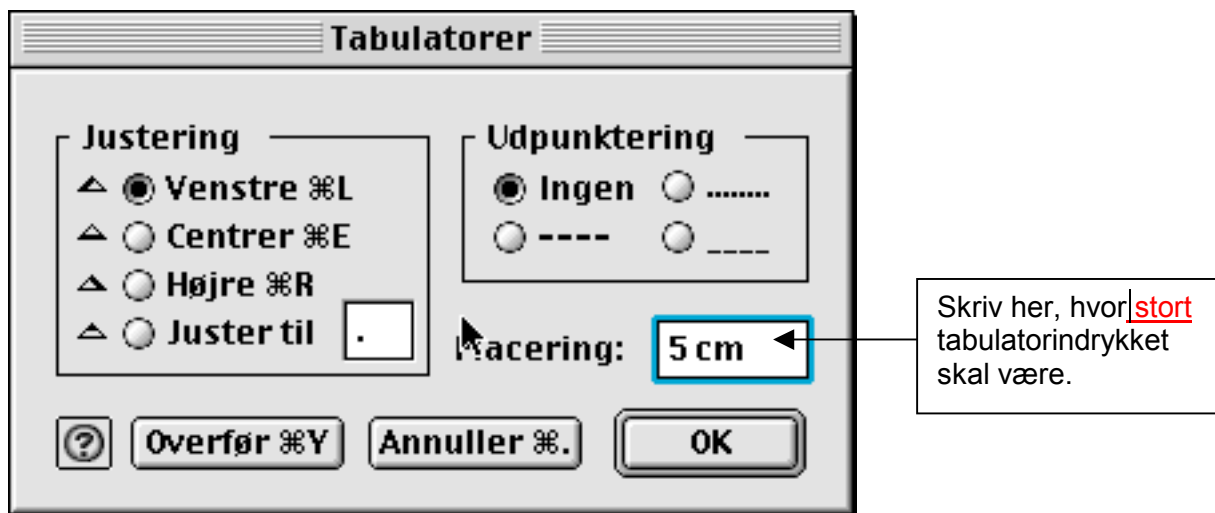 Tabulatorer
Justering
Venstre ⌘L
Centrer ⌘E
Højre ⌘R
Juster til .
Udpunktering
Ingen ........
---- ____
Placering: 5 cm
? Overfør ⌘Y Annuller ⌘. OK
Skriv her, hvor stort
tabulatorindrykket
skal være.